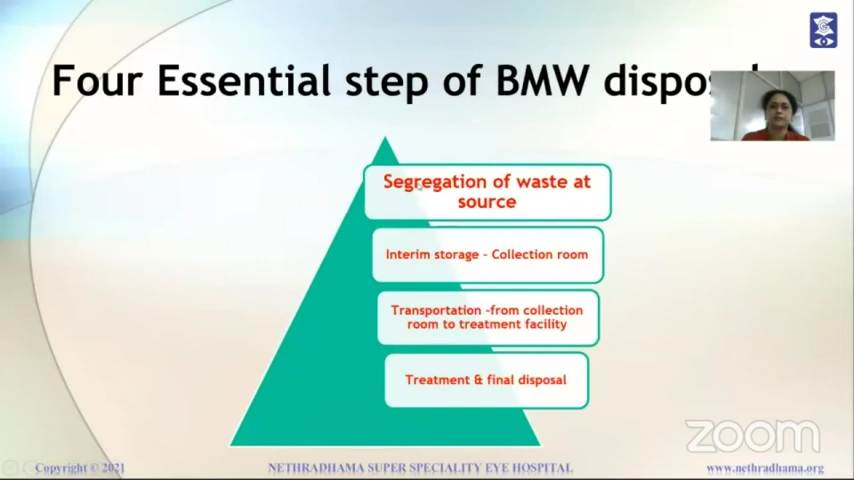 Four Essential step of BMW
Segregation of waste at
source
Interim storage - Collection room
Transportation -from collection
room to treatment facility
Treatment & final disposal
zoom
Copyright © 2021
NETHRADHAMA SUPER SPECIALITY EYE HOSPITAL
www.nethradhama.org